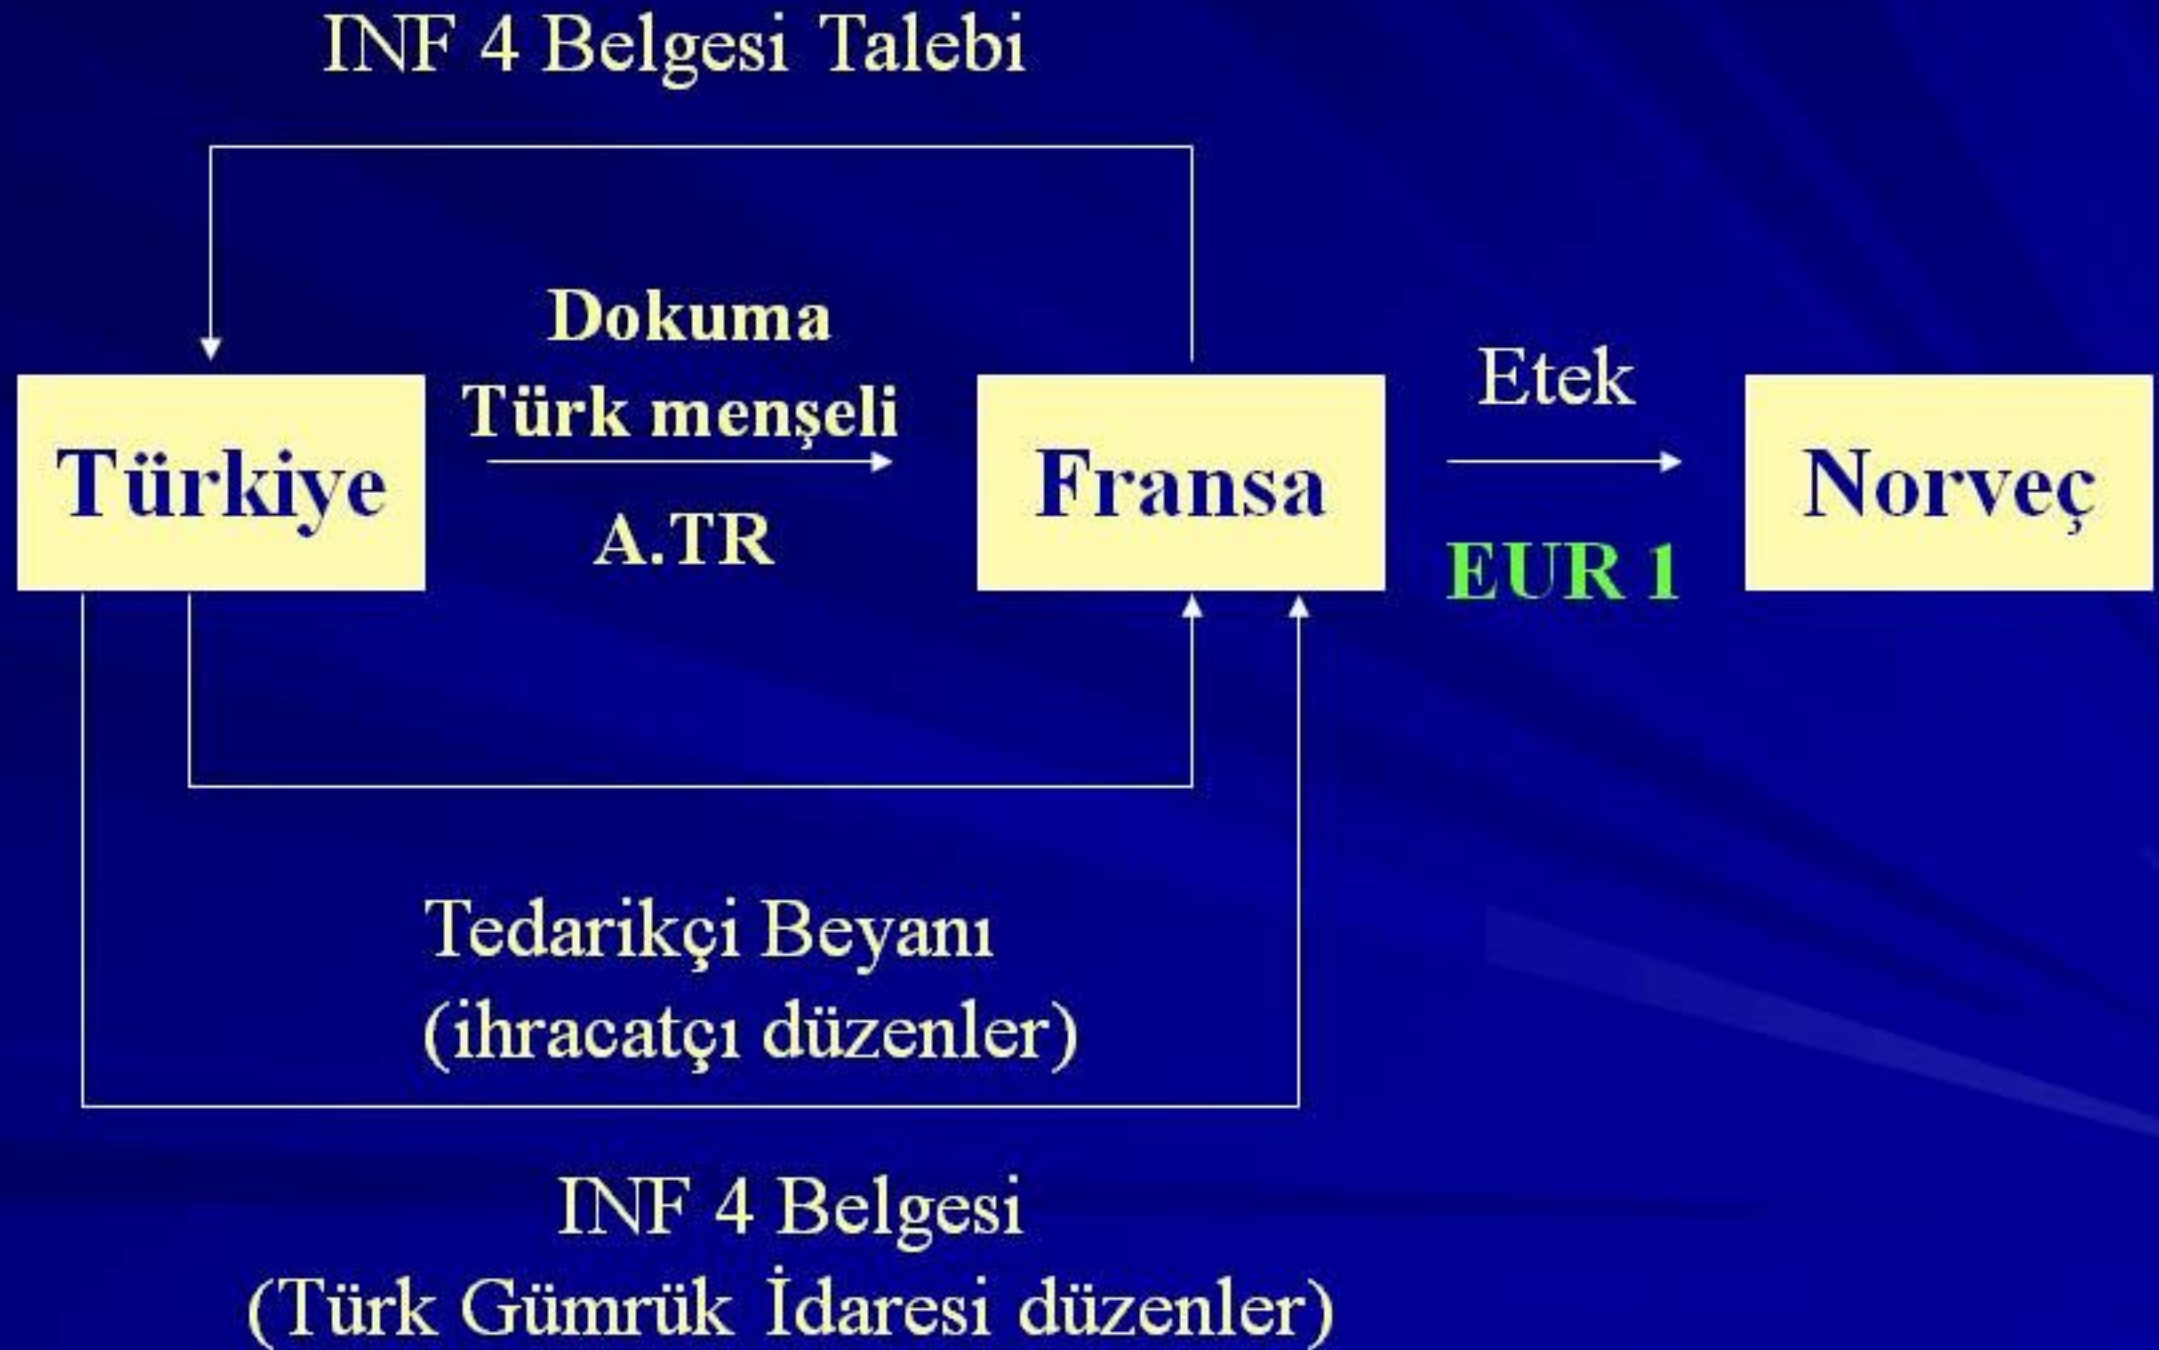 INF 4 Belgesi Talebi
Dokuma
Türk menşeli
A.TR
Türkiye
Fransa
Etek
EUR 1
Norveç
Tedarikçi Beyanı
(ihracatçı düzenler)
INF 4 Belgesi
(Türk Gümrük İdaresi düzenler)